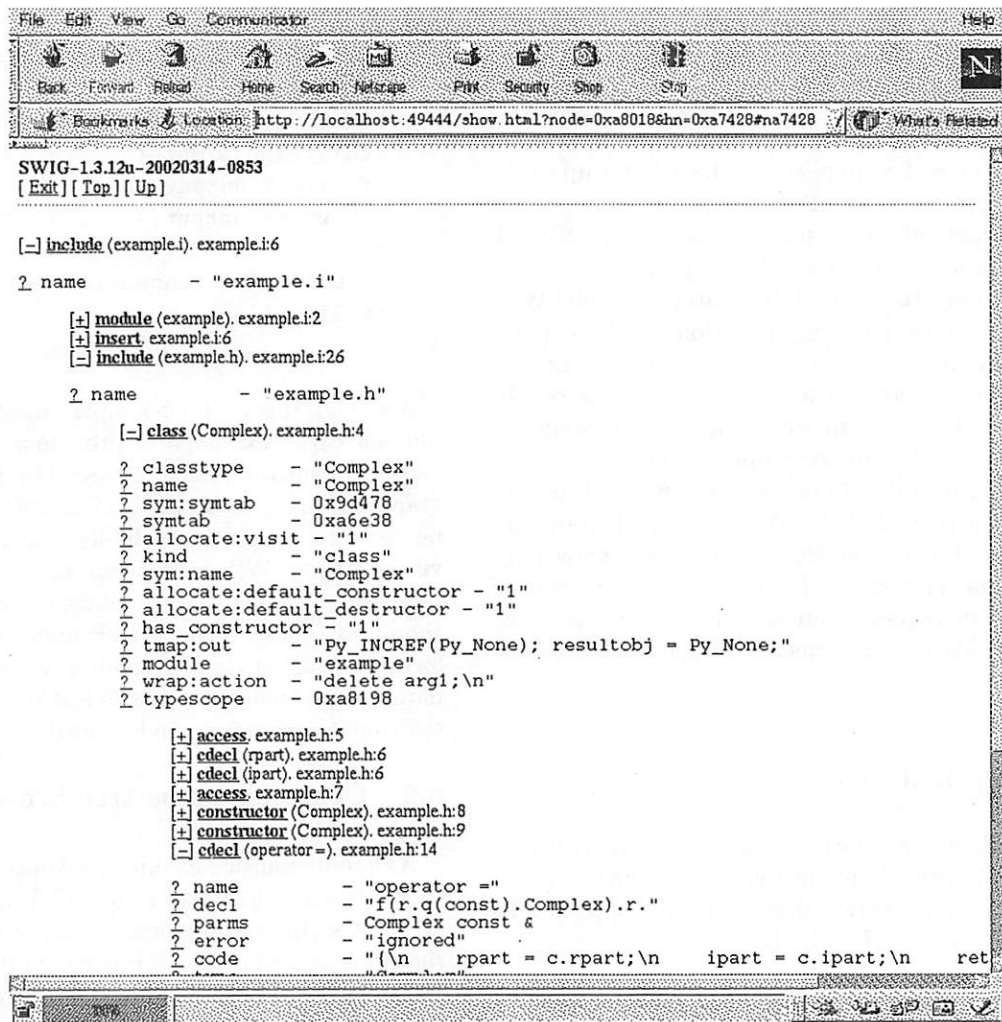 File Edit View Go Communicator Help
Back Forward Reload Home Search Netscape Print Security Shop Stop
N
Bookmarks Location: http://localhost:49444/show.html?node=0xa8018&hn=0xa7428#na7428 What's Related
SWIG-1.3.12u-20020314-0853
[ Exit ] [ Top ] [ Up ]
[–] include (example.i). example.i:6
? name - "example.i"
[+] module (example). example.i:2
[+] insert. example.i:6
[–] include (example.h). example.i:26
? name - "example.h"
[–] class (Complex). example.h:4
? classtype - "Complex"
? name - "Complex"
? sym:symtab - 0x9d478
? symtab - 0xa6e38
? allocate:visit - "1"
? kind - "class"
? sym:name - "Complex"
? allocate:default_constructor - "1"
? allocate:default_destructor - "1"
? has_constructor - "1"
? tmap:out - "Py_INCREF(Py_None); resultobj = Py_None;"
? module - "example"
? wrap:action - "delete arg1;\n"
? typescope - 0xa8198
[+] access. example.h:5
[+] cdecl (rpart). example.h:6
[+] cdecl (ipart). example.h:6
[+] access. example.h:7
[+] constructor (Complex). example.h:8
[+] constructor (Complex). example.h:9
[–] cdecl (operator =). example.h:14
? name - "operator ="
? decl - "f(r.q(const).Complex).r."
? parms - Complex const &
? error - "ignored"
? code - "{\n rpart = c.rpart;\n ipart = c.ipart;\n ret